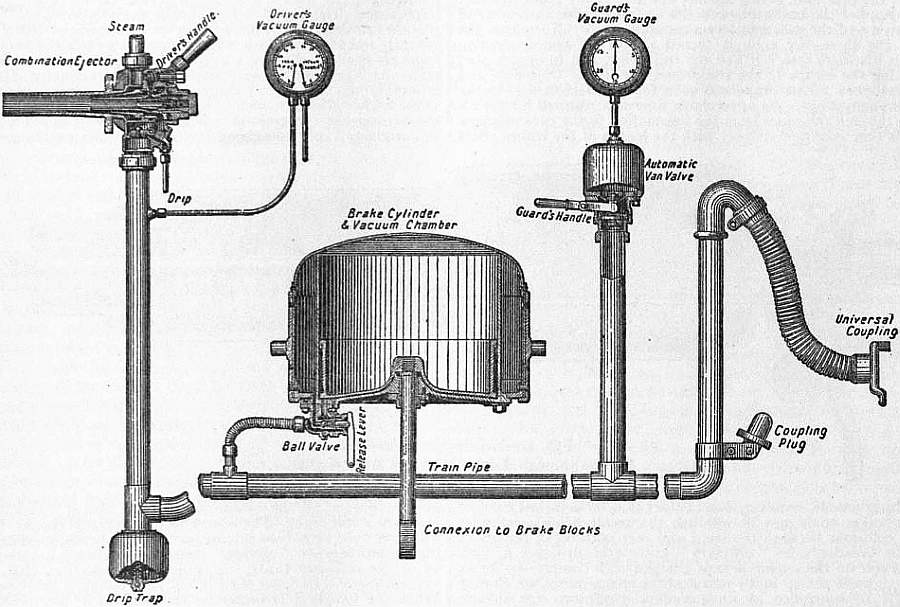 Steam
Combination Ejector
Driver's Handle.
Driver's
Vacuum Gauge
Guard's
Vacuum Gauge
Drip
Automatic
Van Valve
Guard's Handle
Brake Cylinder
& Vacuum Chamber
Universal
Coupling
Ball Valve
Release Lever
Coupling
Plug
Train Pipe
Connexion to Brake Blocks
Drip Trap.